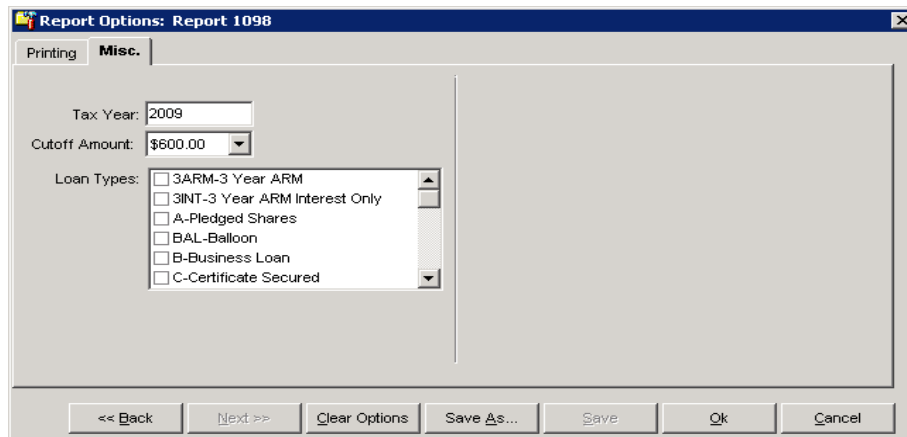 Report Options: Report 1098
Printing Misc.
Tax Year: 2009
Cutoff Amount: $600.00
Loan Types: 3ARM-3 Year ARM
3INT-3 Year ARM Interest Only
A-Pledged Shares
BAL-Balloon
B-Business Loan
C-Certificate Secured
<< Back Next >> Clear Options Save As... Save Ok Cancel